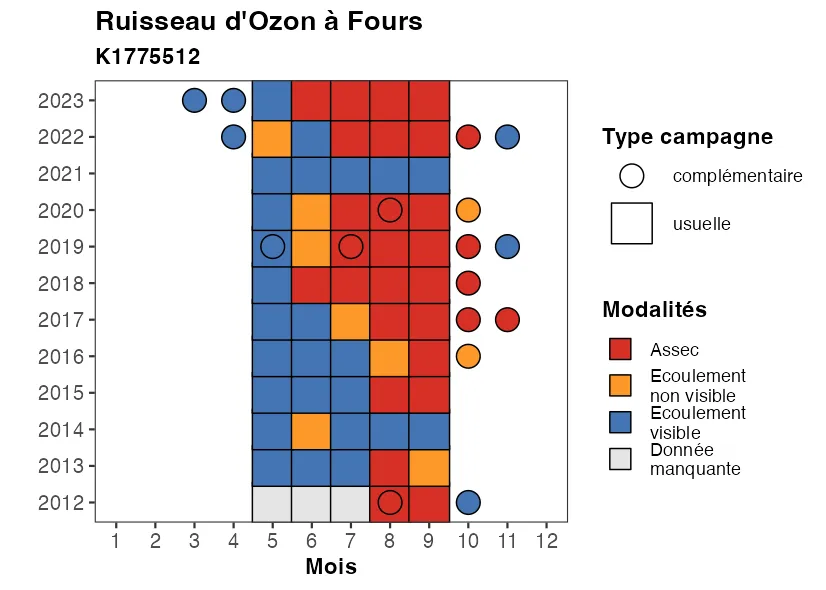 Ruisseau d'Ozon à Fours
K1775512
2023
2022
2021
2020
2019
2018
2017
2016
2015
2014
2013
2012
1 2 3 4 5 6 7 8 9 10 11 12
Mois
Type campagne
complémentaire
usuelle
Modalités
Assec
Ecoulement
non visible
Ecoulement
visible
Donnée
manquante